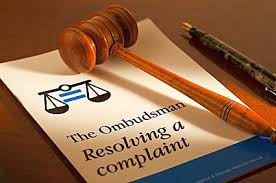 The Ombudsman
Resolving a
complaint